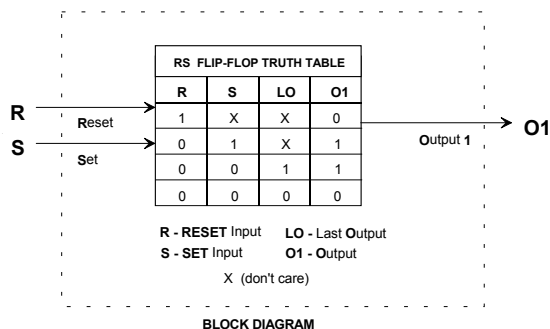 RS FLIP-FLOP TRUTH TABLE
R S LO O1
1 X X 0
0 1 X 1
0 0 1 1
0 0 0 0
R Reset
S Set
Output 1 O1
R - RESET Input LO - Last Output
S - SET Input O1 - Output
X (don't care)
BLOCK DIAGRAM